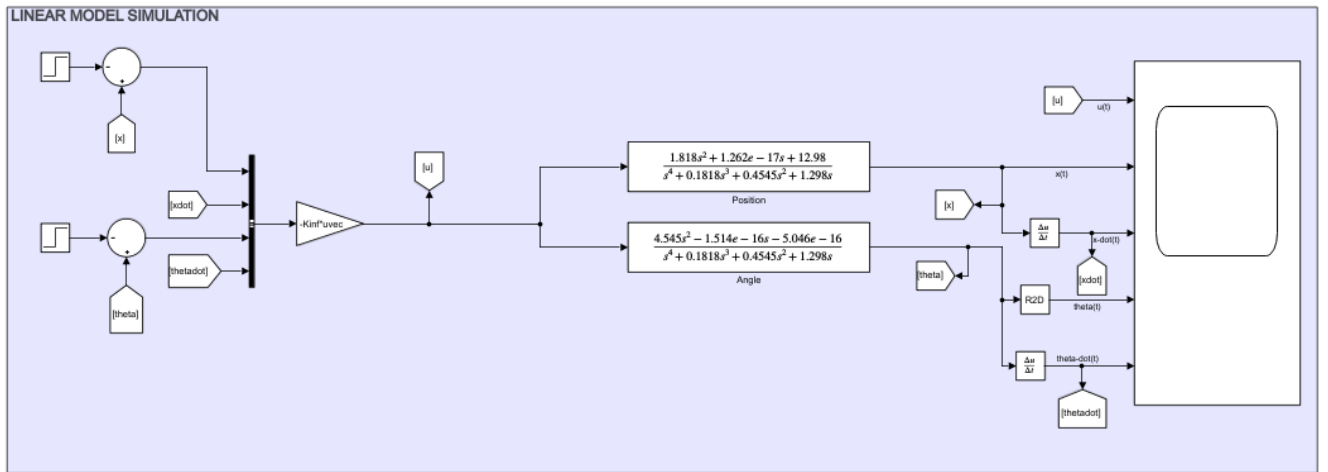 LINEAR MODEL SIMULATION
-
+
[x]
[xdot]
-
+
[theta]
[thetadot]
-Kinf*uvec
[u]
1.818s² + 1.262e − 17s + 12.98
s⁴ + 0.1818s³ + 0.4545s² + 1.298s
Position
4.545s² − 1.514e − 16s − 5.046e − 16
s⁴ + 0.1818s³ + 0.4545s² + 1.298s
Angle
[u]
u(t)
x(t)
[x]
Δu
Δt
x-dot(t)
[xdot]
[theta]
R2D
theta(t)
Δu
Δt
theta-dot(t)
[thetadot]